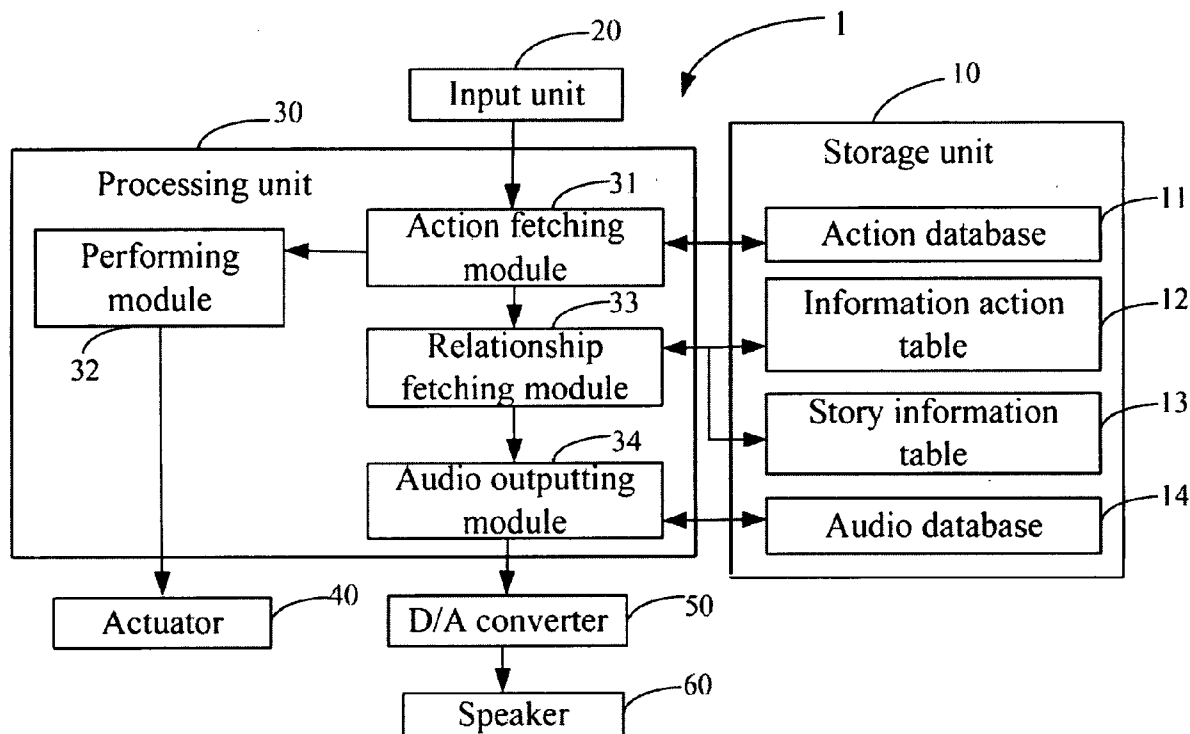 20
1
Input unit
10
30
Storage unit
Processing unit
31
11
Action fetching
module
Action database
Performing
module
33
Information action
table
12
32
Relationship
fetching module
Story information
table
13
34
Audio outputting
module
14
Audio database
40
Actuator
50
D/A converter
60
Speaker